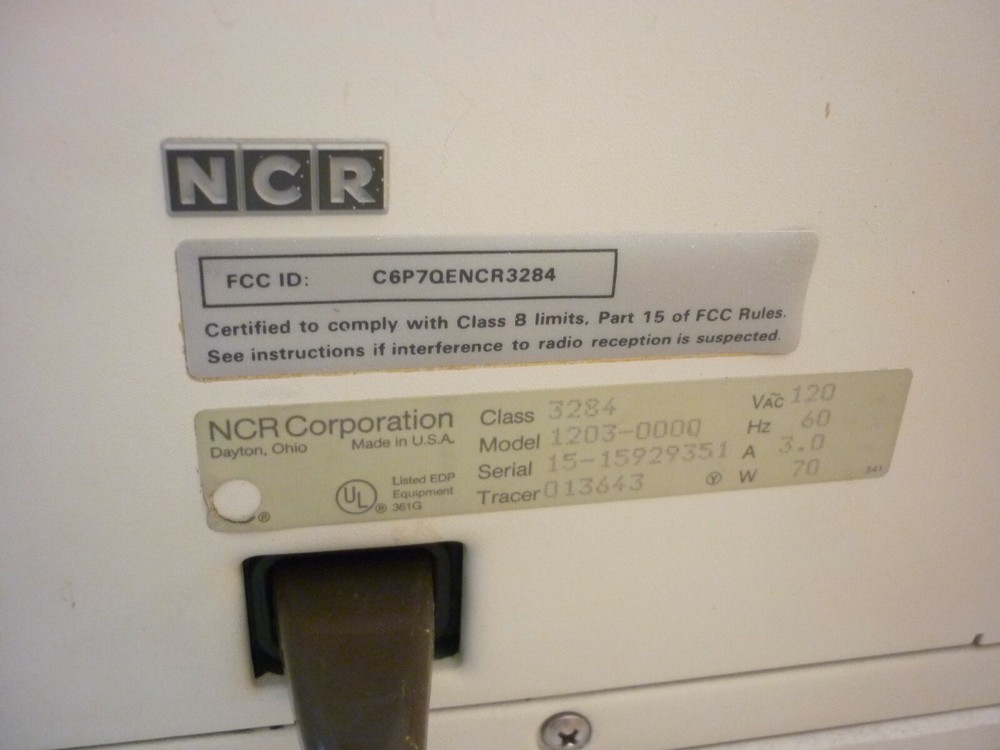 NCR
FCC ID: C6P7QENCR3284
Certified to comply with Class B limits, Part 15 of FCC Rules.
See instructions if interference to radio reception is suspected.
NCR Corporation
Dayton, Ohio Made in U.S.A.
Listed EDP
UL® Equipment
361G
®
Class 3284
Model 1203-0000
Serial 15-15929351
Tracer 013643
VAC 120
Hz 60
A 3.0
Y W 70
541